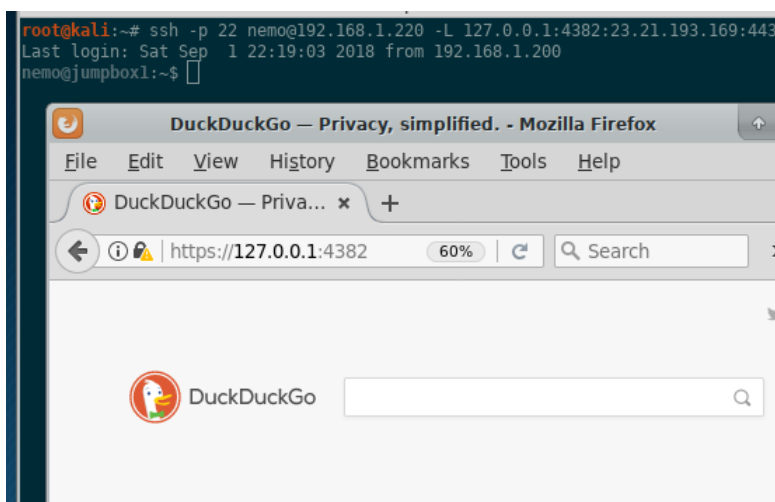 root@kali:~# ssh -p 22 nemo@192.168.1.220 -L 127.0.0.1:4382:23.21.193.169:443
Last login: Sat Sep  1 22:19:03 2018 from 192.168.1.200
nemo@jumpbox1:~$
DuckDuckGo — Privacy, simplified. - Mozilla Firefox
File Edit View History Bookmarks Tools Help
DuckDuckGo — Priva... × +
https://127.0.0.1:4382 60% Search
DuckDuckGo